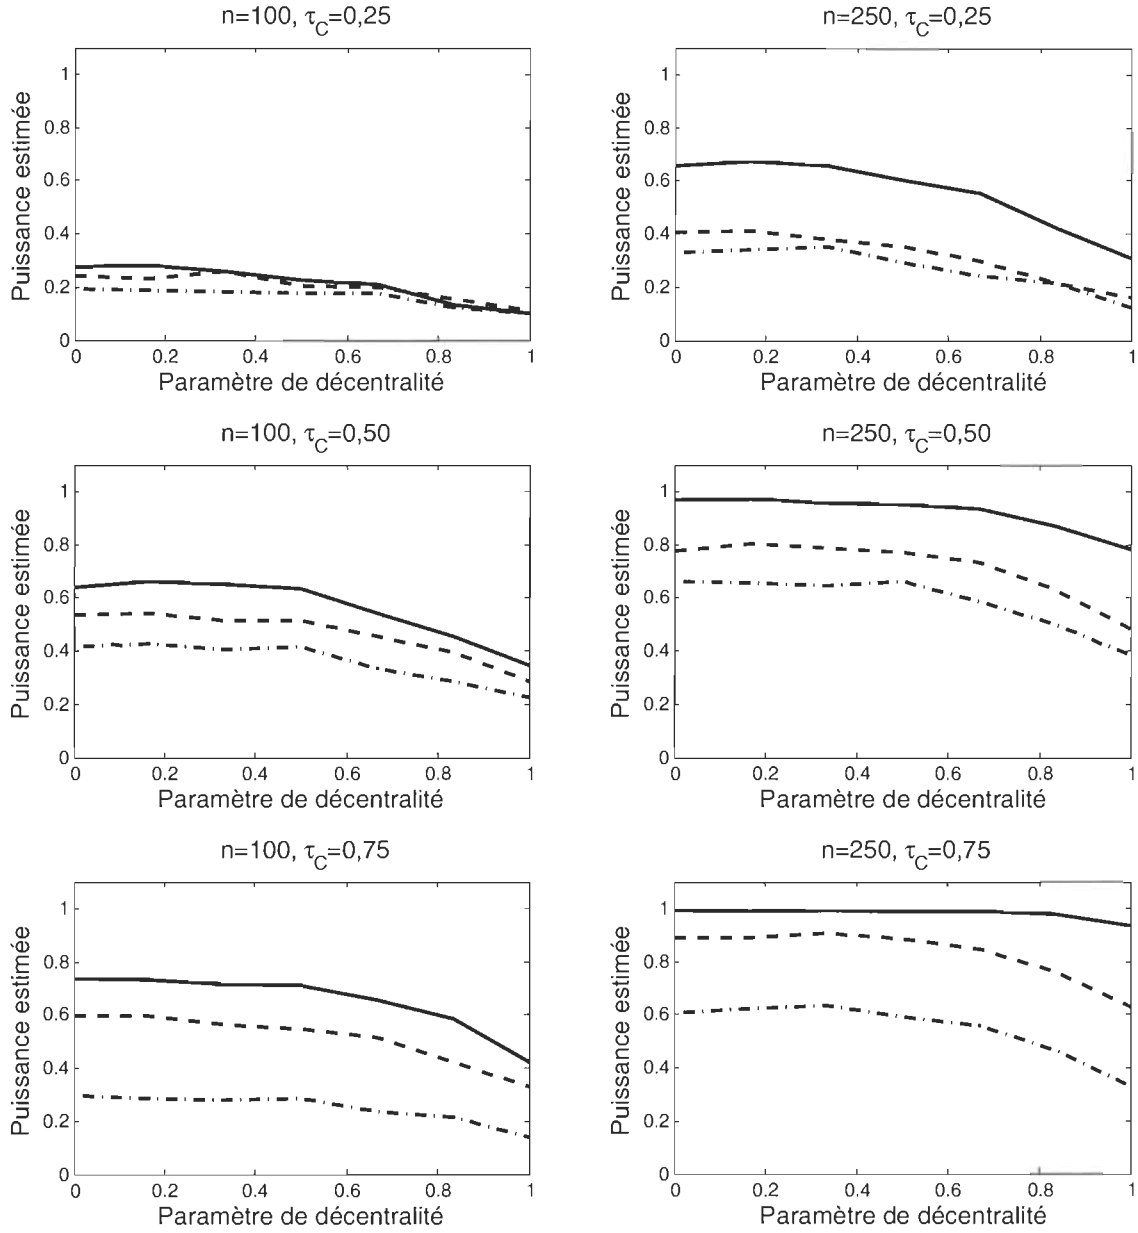 n=100, τC=0,25
Puissance estimée
1
0.8
0.6
0.4
0.2
0
0 0.2 0.4 0.6 0.8 1
Paramètre de décentralité
n=250, τC=0,25
Puissance estimée
1
0.8
0.6
0.4
0.2
0
0 0.2 0.4 0.6 0.8 1
Paramètre de décentralité
n=100, τC=0,50
Puissance estimée
1
0.8
0.6
0.4
0.2
0
0 0.2 0.4 0.6 0.8 1
Paramètre de décentralité
n=250, τC=0,50
Puissance estimée
1
0.8
0.6
0.4
0.2
0
0 0.2 0.4 0.6 0.8 1
Paramètre de décentralité
n=100, τC=0,75
Puissance estimée
1
0.8
0.6
0.4
0.2
0
0 0.2 0.4 0.6 0.8 1
Paramètre de décentralité
n=250, τC=0,75
Puissance estimée
1
0.8
0.6
0.4
0.2
0
0 0.2 0.4 0.6 0.8 1
Paramètre de décentralité